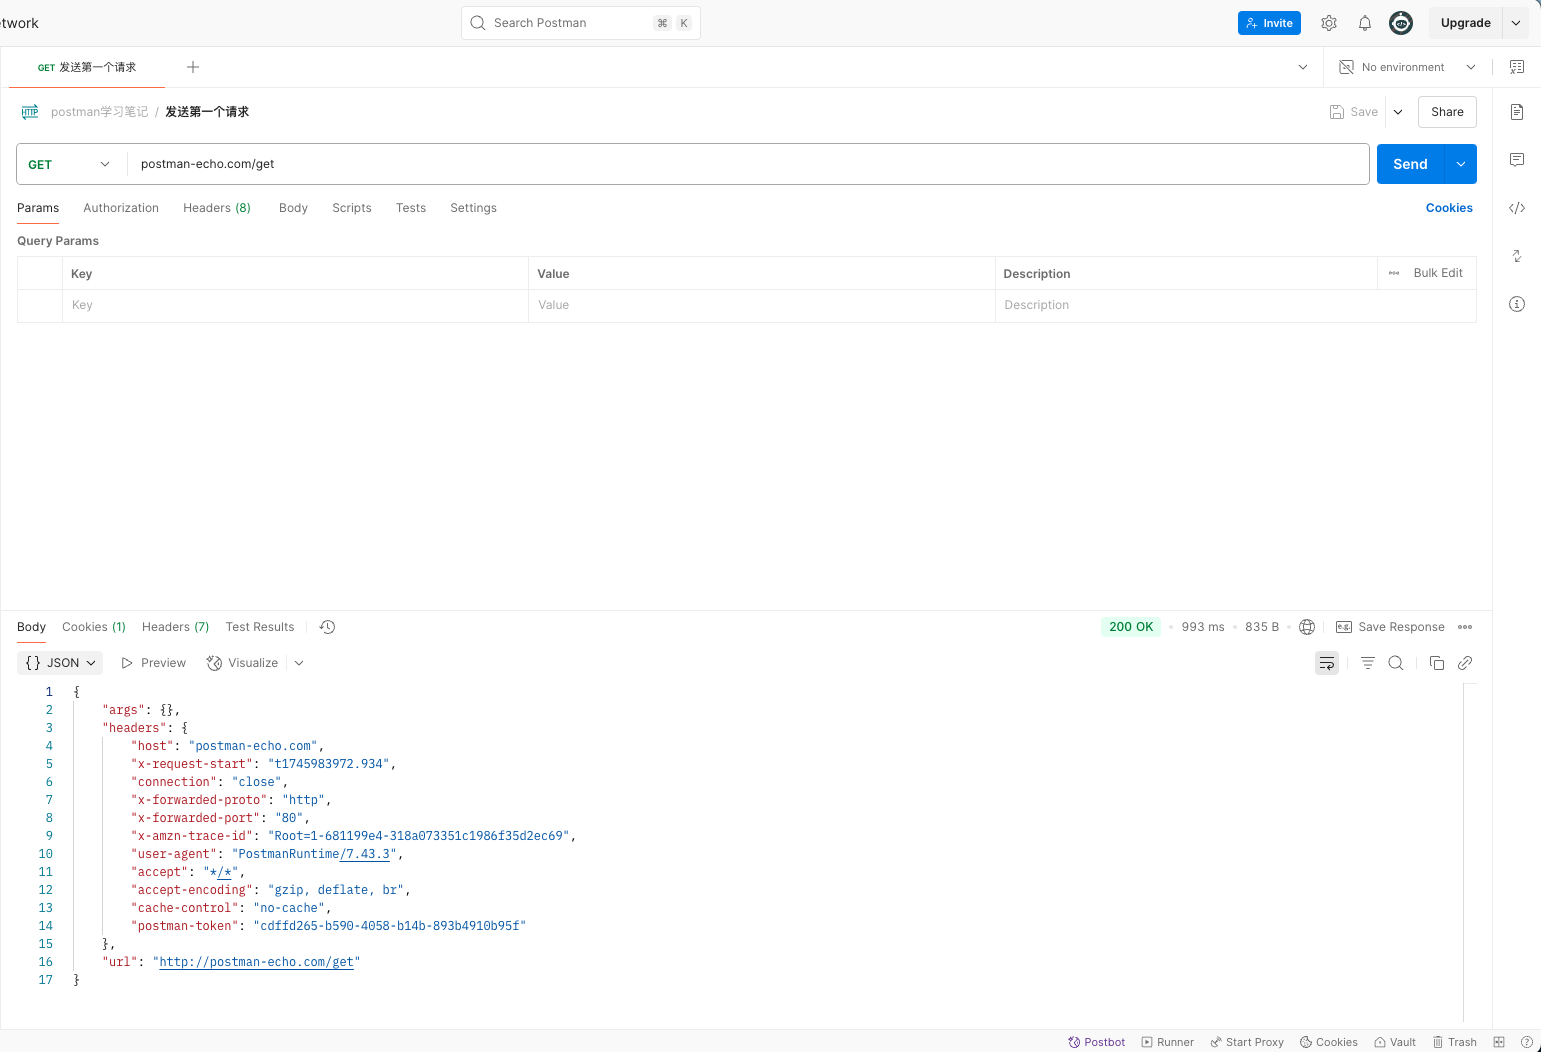 etwork
Search Postman ⌘ K
Invite
Upgrade
GET 发送第一个请求
No environment
HTTP postman学习笔记 / 发送第一个请求
Save
Share
GET postman-echo.com/get
Send
Params Authorization Headers (8) Body Scripts Tests Settings
Cookies
Query Params
Key Value Description ••• Bulk Edit
Key Value Description
Body Cookies (1) Headers (7) Test Results
200 OK • 993 ms • 835 B • e.g. Save Response •••
{} JSON Preview Visualize
1 {
2 "args": {},
3 "headers": {
4 "host": "postman-echo.com",
5 "x-request-start": "t1745983972.934",
6 "connection": "close",
7 "x-forwarded-proto": "http",
8 "x-forwarded-port": "80",
9 "x-amzn-trace-id": "Root=1-681199e4-318a073351c1986f35d2ec69",
10 "user-agent": "PostmanRuntime/7.43.3",
11 "accept": "*/*",
12 "accept-encoding": "gzip, deflate, br",
13 "cache-control": "no-cache",
14 "postman-token": "cdffd265-b590-4058-b14b-893b4910b95f"
15 },
16 "url": "http://postman-echo.com/get"
17 }
Postbot Runner Start Proxy Cookies Vault Trash